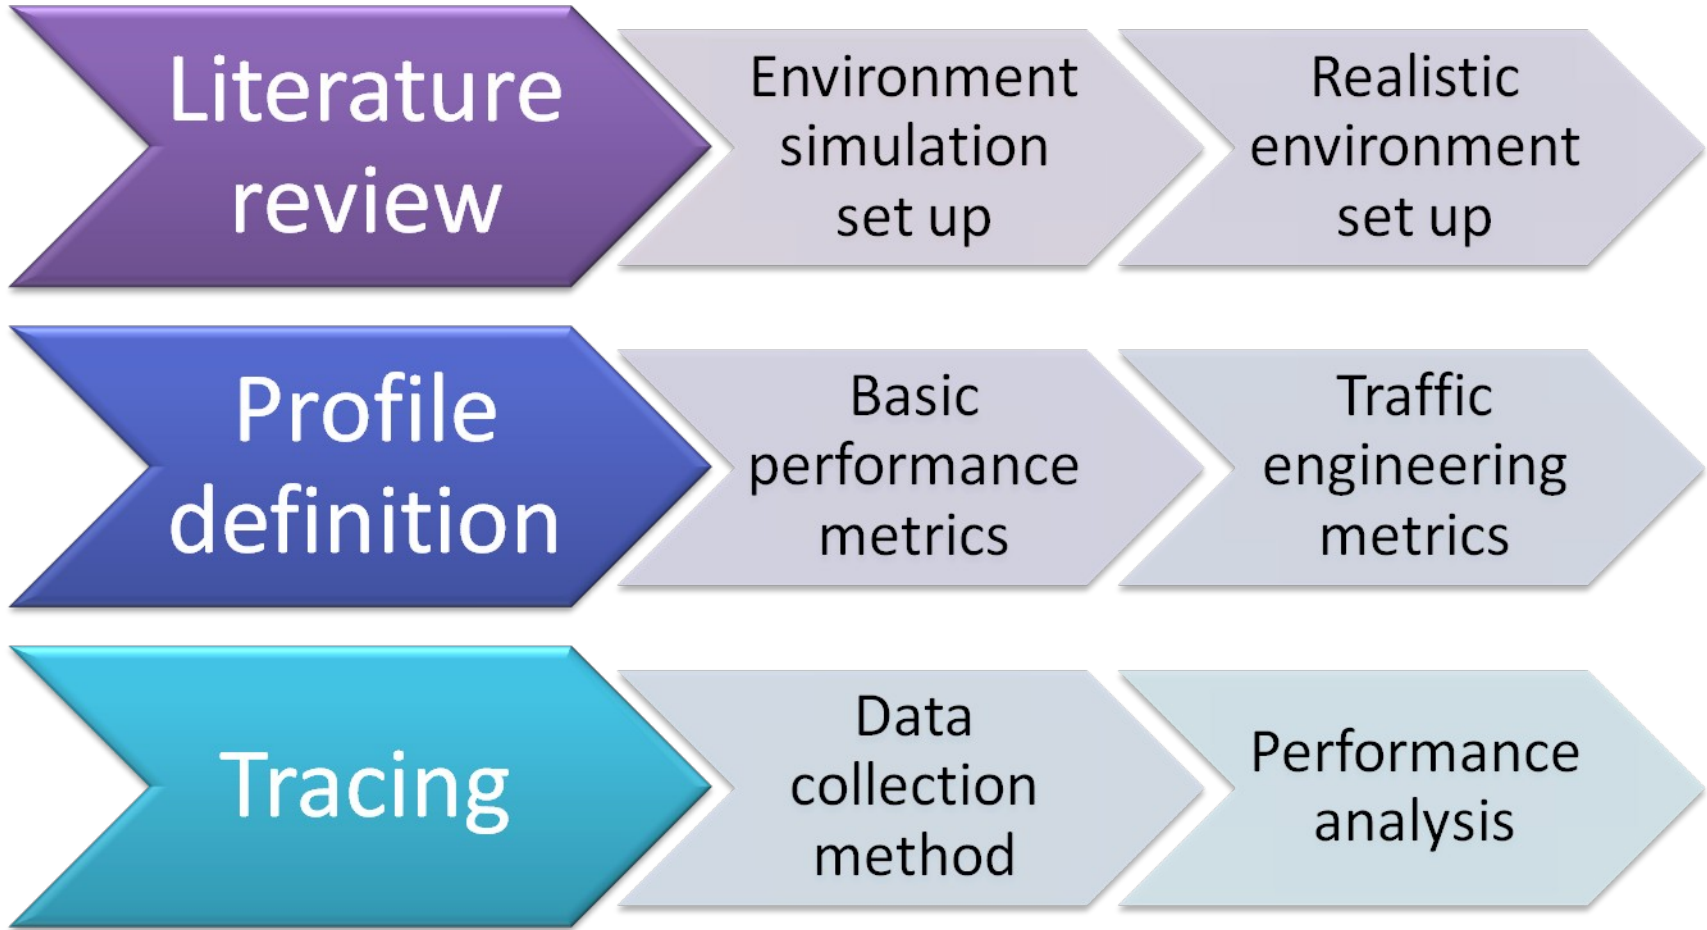 Literature
review
Environment
simulation
set up
Realistic
environment
set up
Profile
definition
Basic
performance
metrics
Traffic
engineering
metrics
Tracing
Data
collection
method
Performance
analysis